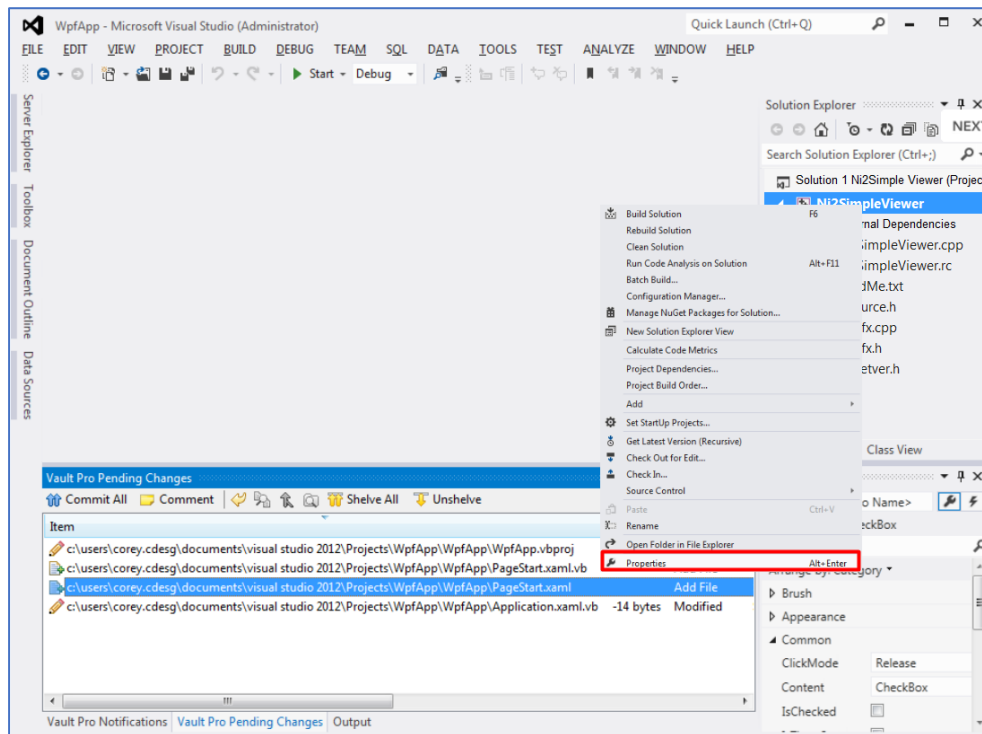 WpfApp - Microsoft Visual Studio (Administrator)
Quick Launch (Ctrl+Q)
FILE EDIT VIEW PROJECT BUILD DEBUG TEAM SQL DATA TOOLS TEST ANALYZE WINDOW HELP
Start Debug
Server Explorer
Toolbox
Document Outline
Data Sources
Solution Explorer
NEXT
Search Solution Explorer (Ctrl+;)
Solution 1 Ni2Simple Viewer (Projec
Ni2SimpleViewer
rnal Dependencies
SimpleViewer.cpp
SimpleViewer.rc
dMe.txt
urce.h
fx.cpp
fx.h
etver.h
Class View
Build Solution F6
Rebuild Solution
Clean Solution
Run Code Analysis on Solution Alt+F11
Batch Build...
Configuration Manager...
Manage NuGet Packages for Solution...
New Solution Explorer View
Calculate Code Metrics
Project Dependencies...
Project Build Order...
Add
Set StartUp Projects...
Get Latest Version (Recursive)
Check Out for Edit...
Check In...
Source Control
Paste Ctrl+V
Rename
Open Folder in File Explorer
Properties Alt+Enter
Vault Pro Pending Changes
Commit All Comment Shelve All Unshelve
Item
c:\users\corey.cdesg\documents\visual studio 2012\Projects\WpfApp\WpfApp\WpfApp.vbproj
c:\users\corey.cdesg\documents\visual studio 2012\Projects\WpfApp\WpfApp\PageStart.xaml.vb
c:\users\corey.cdesg\documents\visual studio 2012\Projects\WpfApp\WpfApp\PageStart.xaml Add File
c:\users\corey.cdesg\documents\visual studio 2012\Projects\WpfApp\WpfApp\Application.xaml.vb -14 bytes Modified
Vault Pro Notifications Vault Pro Pending Changes Output
o Name>
eckBox
Arrange by: Category
Brush
Appearance
Common
ClickMode Release
Content CheckBox
IsChecked